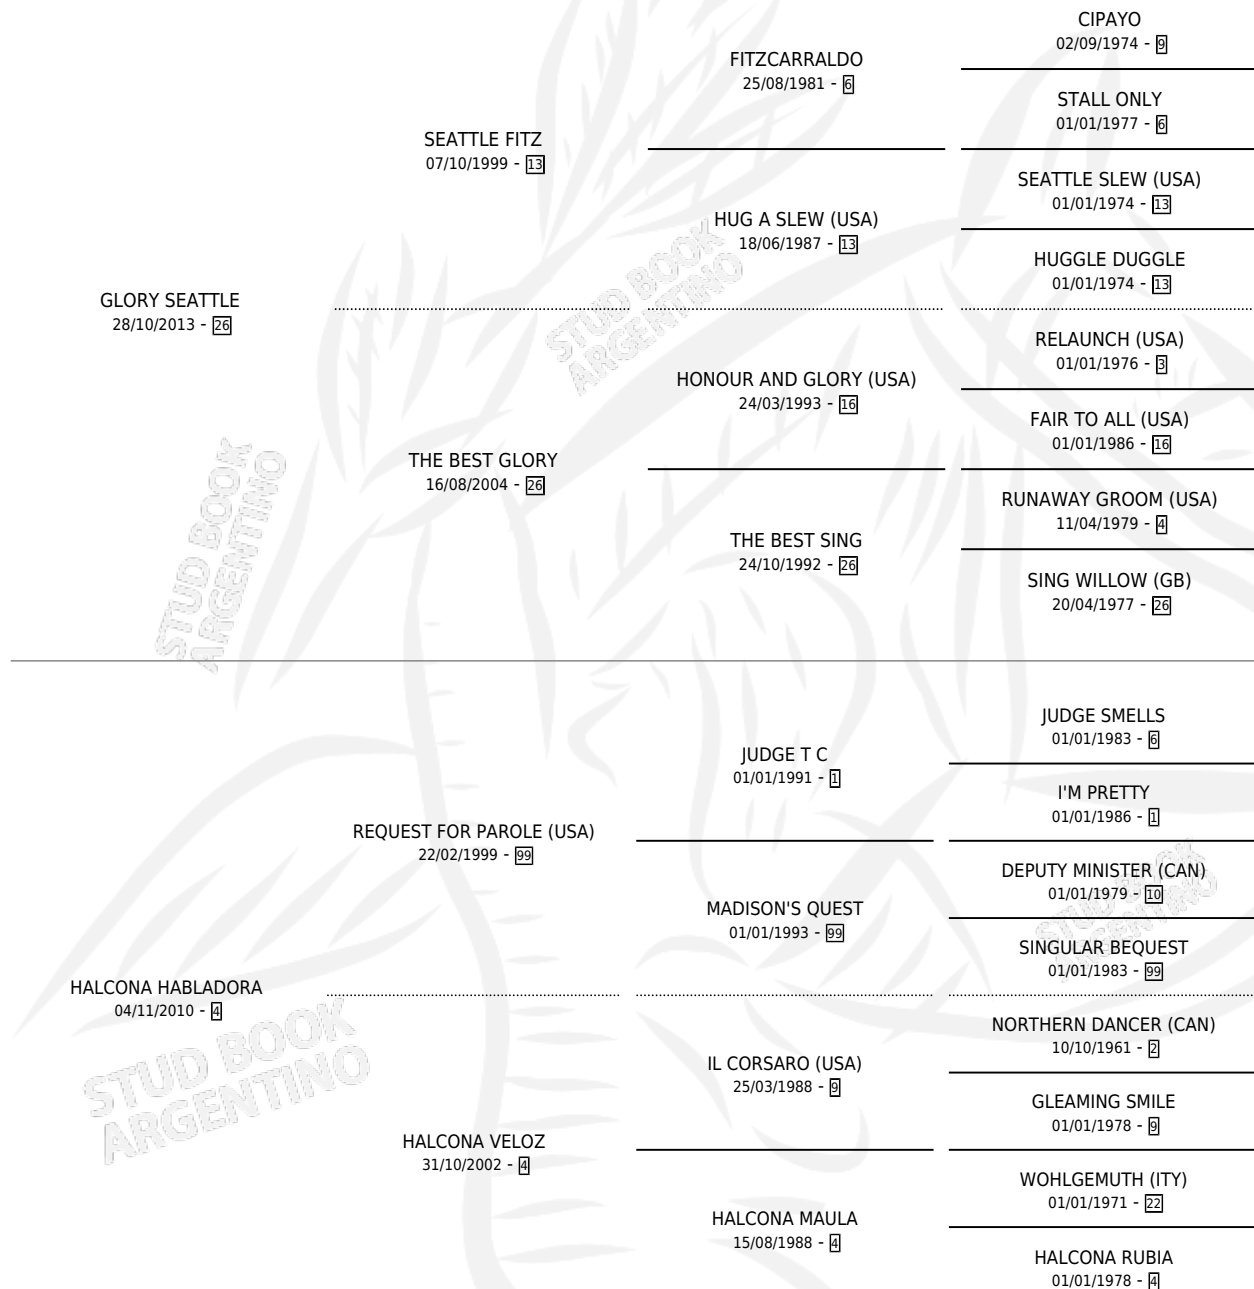 CIPAYO
02/09/1974 - 9
FITZCARRALDO
25/08/1981 - 6
STALL ONLY
01/01/1977 - 6
SEATTLE FITZ
07/10/1999 - 13
SEATTLE SLEW (USA)
01/01/1974 - 13
HUG A SLEW (USA)
18/06/1987 - 13
HUGGLE DUGGLE
01/01/1974 - 13
GLORY SEATTLE
28/10/2013 - 26
RELAUNCH (USA)
01/01/1976 - 3
HONOUR AND GLORY (USA)
24/03/1993 - 16
FAIR TO ALL (USA)
01/01/1986 - 16
THE BEST GLORY
16/08/2004 - 26
RUNAWAY GROOM (USA)
11/04/1979 - 4
THE BEST SING
24/10/1992 - 26
SING WILLOW (GB)
20/04/1977 - 26
STUD BOOK
ARGENTINO
STUD BOOK
ARGENTINO
JUDGE SMELLS
01/01/1983 - 6
JUDGE T C
01/01/1991 - 1
I'M PRETTY
01/01/1986 - 1
REQUEST FOR PAROLE (USA)
22/02/1999 - 99
DEPUTY MINISTER (CAN)
01/01/1979 - 10
MADISON'S QUEST
01/01/1993 - 99
SINGULAR BEQUEST
01/01/1983 - 99
STUD BOOK
ARGENTINO
HALCONA HABLADORA
04/11/2010 - 4
NORTHERN DANCER (CAN)
10/10/1961 - 2
IL CORSARO (USA)
25/03/1988 - 9
GLEAMING SMILE
01/01/1978 - 9
HALCONA VELOZ
31/10/2002 - 4
WOHLGEMUTH (ITY)
01/01/1971 - 22
HALCONA MAULA
15/08/1988 - 4
HALCONA RUBIA
01/01/1978 - 4
STUD BOOK
ARGENTINO